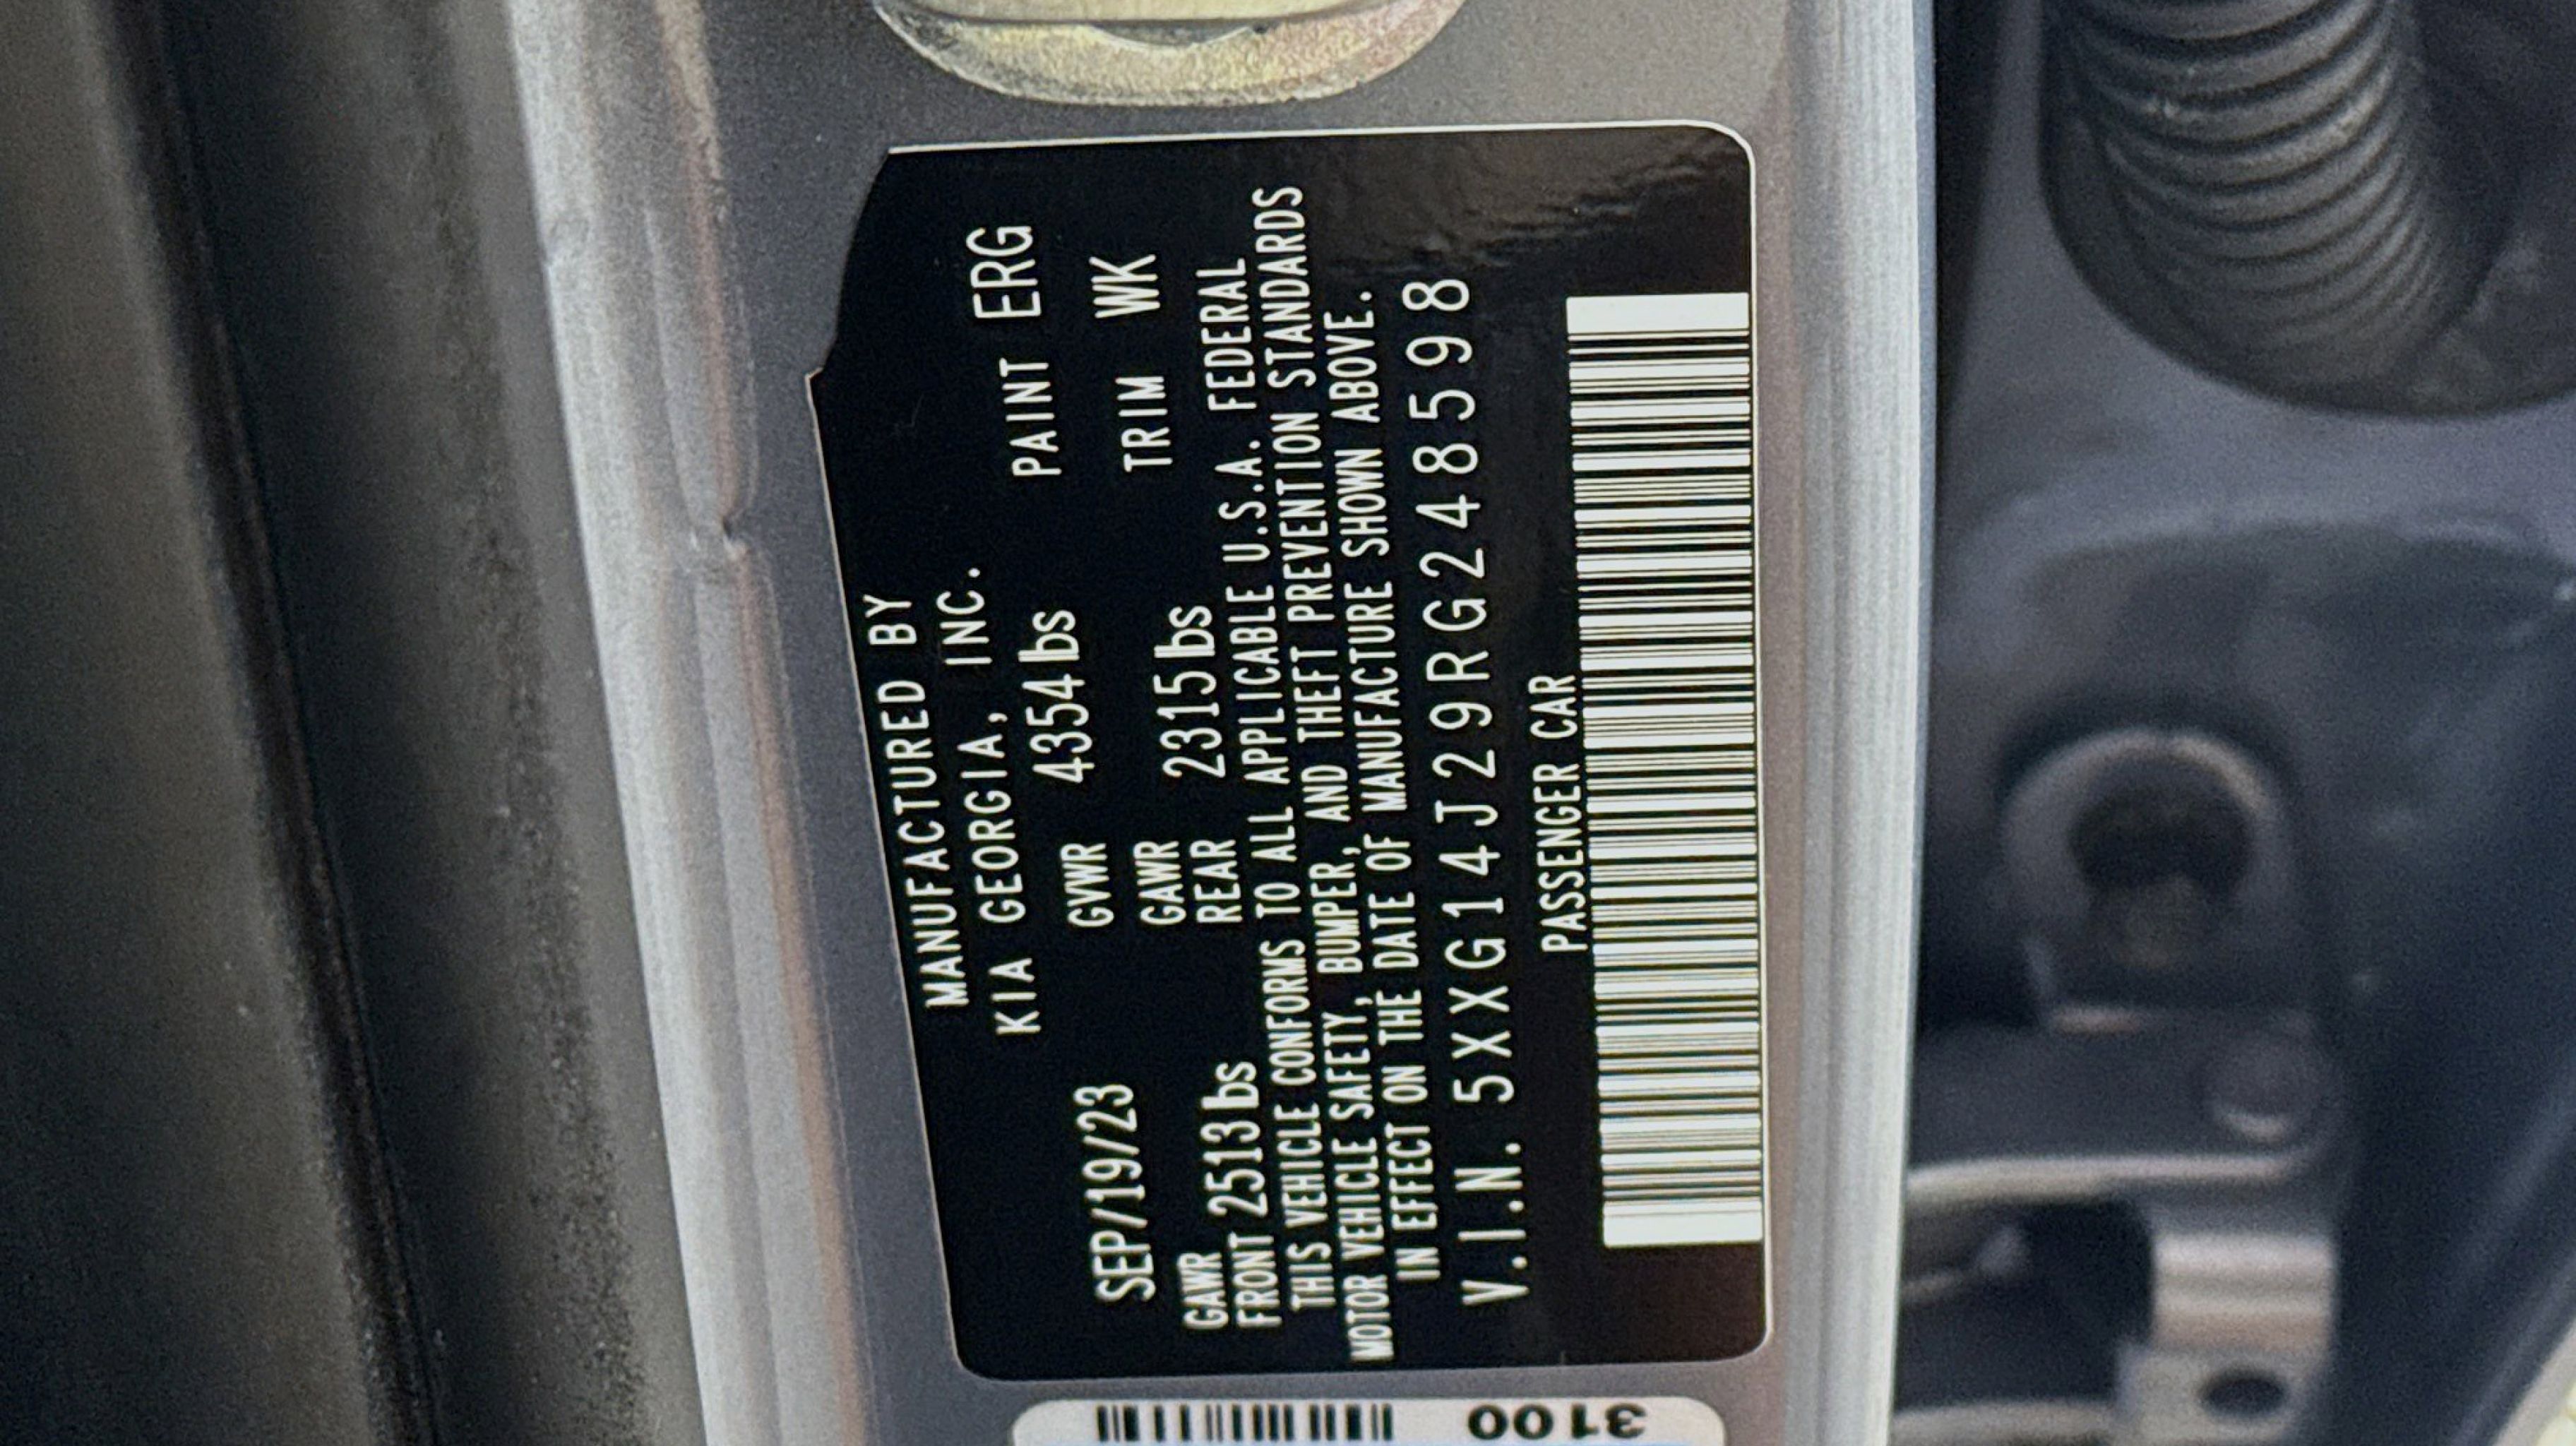 MANUFACTURED BY
KIA GEORGIA, INC.
SEP/19/23 GVWR 4354lbs PAINT ERG
GAWR FRONT 2513lbs GAWR REAR 2315lbs TRIM WK
THIS VEHICLE CONFORMS TO ALL APPLICABLE U.S.A. FEDERAL
MOTOR VEHICLE SAFETY, BUMPER, AND THEFT PREVENTION STANDARDS
IN EFFECT ON THE DATE OF MANUFACTURE SHOWN ABOVE.
V.I.N. 5XXG14J29RG248598
PASSENGER CAR
3100